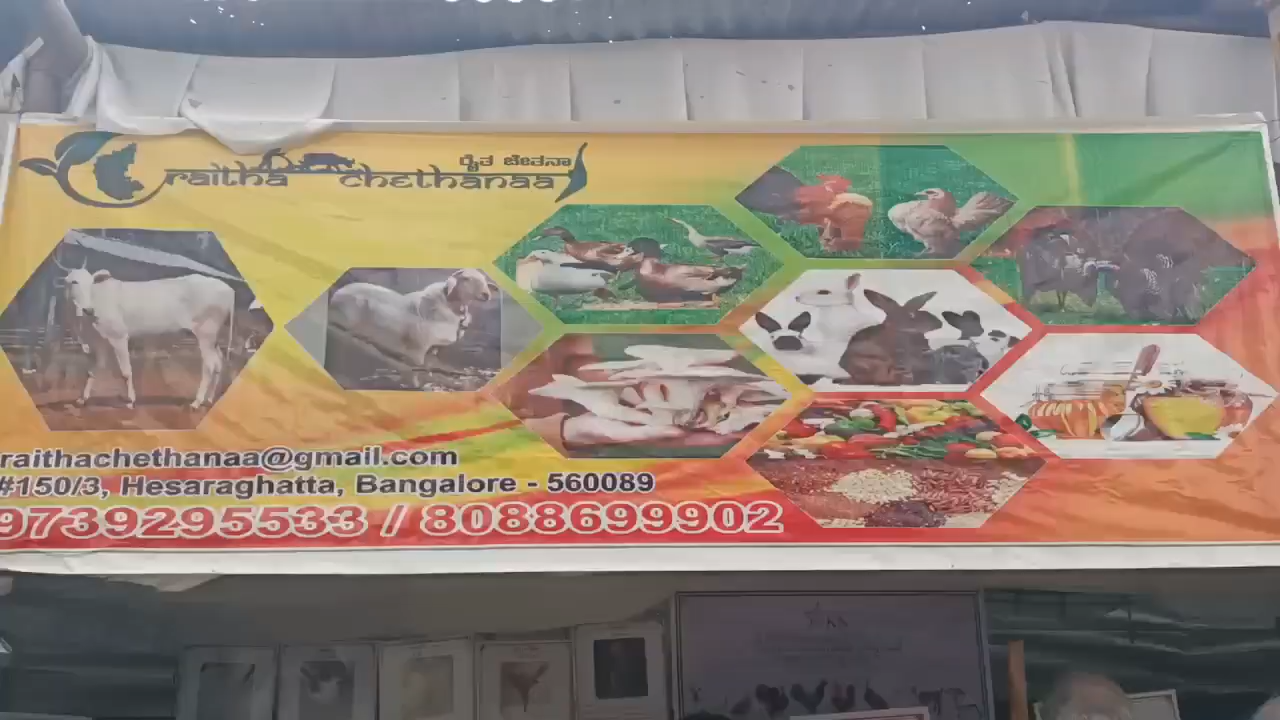 ರೈತ ಚೇತನಾ
raitha chethanaa
raithachethanaa@gmail.com
#150/3, Hesaraghatta, Bangalore - 560089
9739295533 / 8088699902